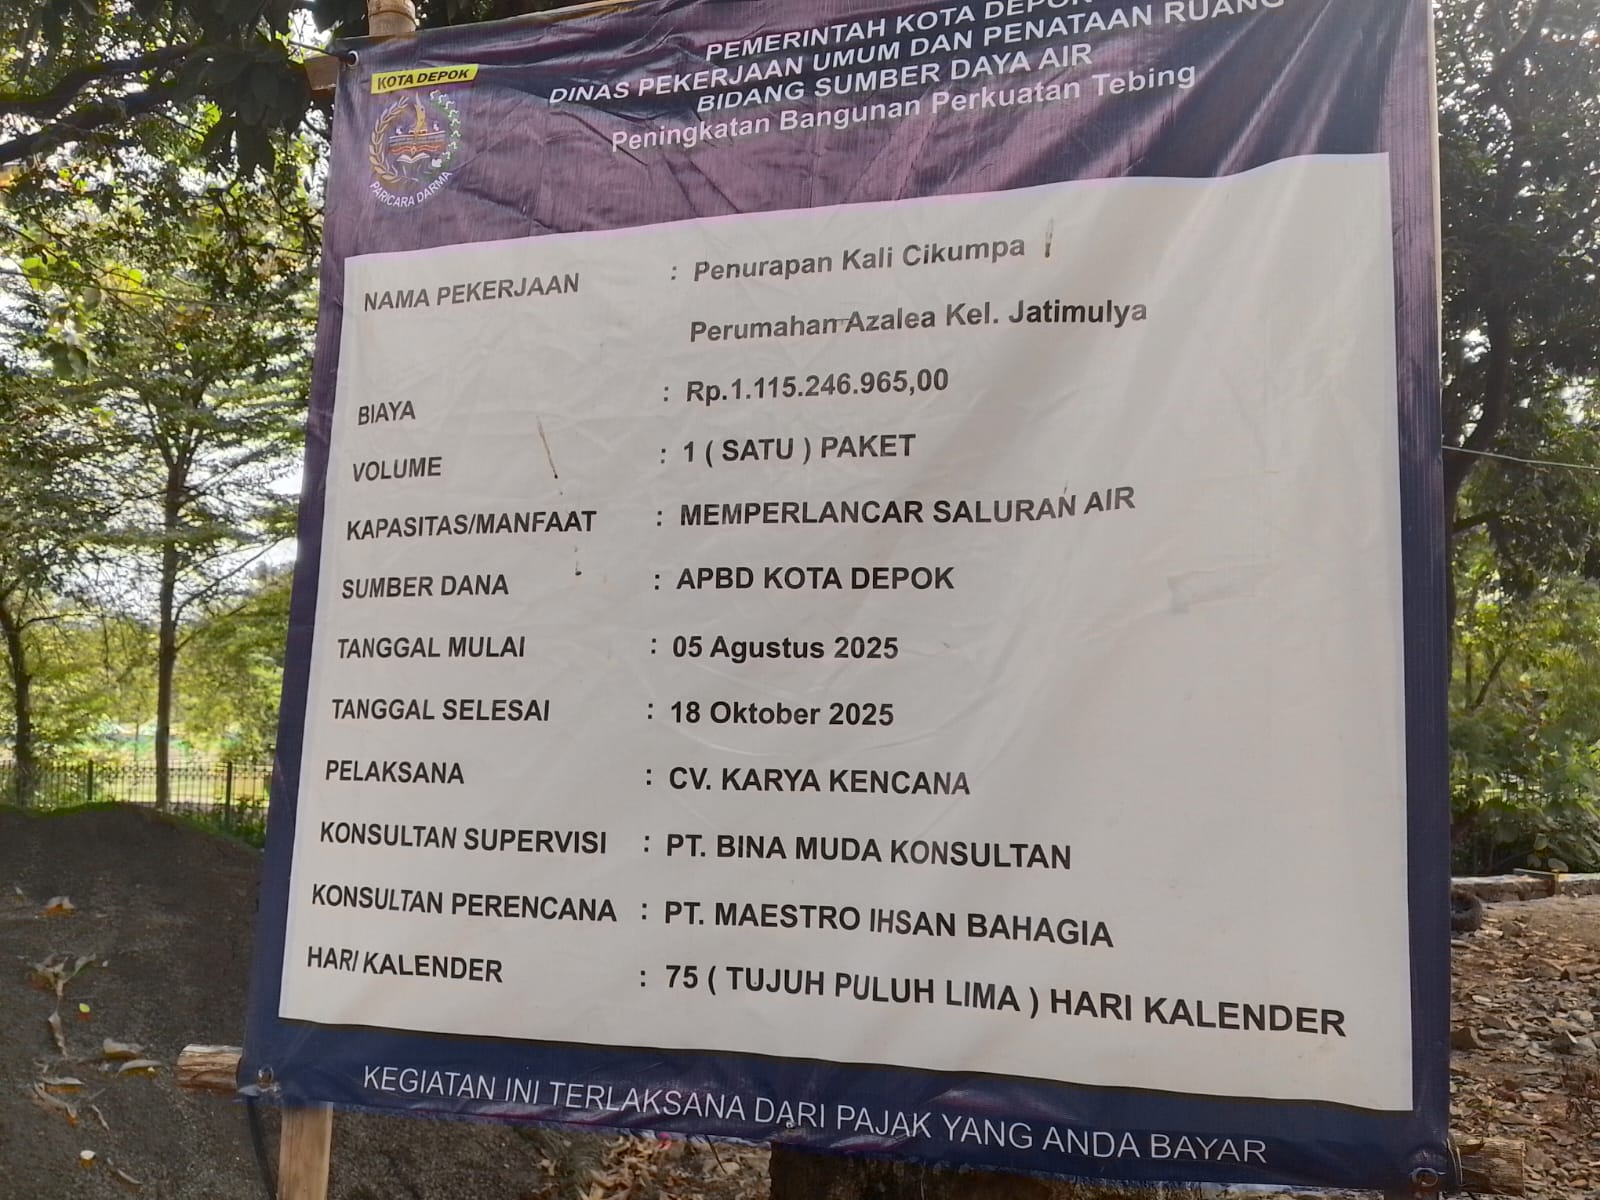 PEMERINTAH KOTA DEPOK
DINAS PEKERJAAN UMUM DAN PENATAAN RUANG
BIDANG SUMBER DAYA AIR
Peningkatan Bangunan Perkuatan Tebing
KOTA DEPOK
PARICARA DARMA
NAMA PEKERJAAN : Penurapan Kali Cikumpa
Perumahan Azalea Kel. Jatimulya
BIAYA : Rp.1.115.246.965,00
VOLUME : 1 ( SATU ) PAKET
KAPASITAS/MANFAAT : MEMPERLANCAR SALURAN AIR
SUMBER DANA : APBD KOTA DEPOK
TANGGAL MULAI : 05 Agustus 2025
TANGGAL SELESAI : 18 Oktober 2025
PELAKSANA : CV. KARYA KENCANA
KONSULTAN SUPERVISI : PT. BINA MUDA KONSULTAN
KONSULTAN PERENCANA : PT. MAESTRO IHSAN BAHAGIA
HARI KALENDER : 75 ( TUJUH PULUH LIMA ) HARI KALENDER
KEGIATAN INI TERLAKSANA DARI PAJAK YANG ANDA BAYAR